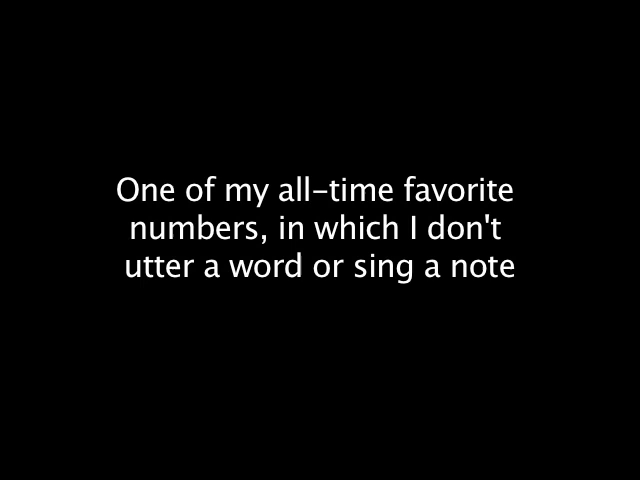 One of my all-time favorite
numbers, in which I don't
utter a word or sing a note